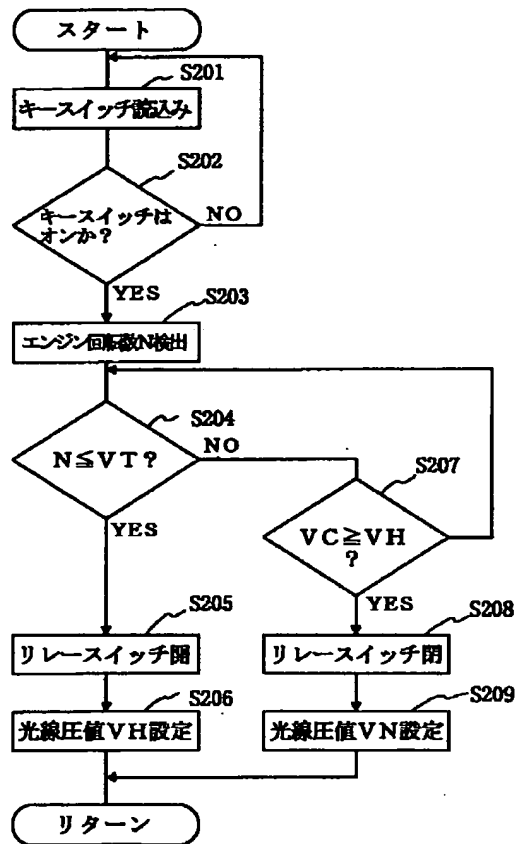 スタート
S201
キースイッチ読込み
S202
キースイッチは
オンか?
NO
YES
S203
エンジン回転数N検出
S204
N≦VT?
NO
S207
VC≧VH
?
YES
YES
S205
S208
リレースイッチ開
リレースイッチ閉
S206
S209
光線圧値VH設定
光線圧値VN設定
リターン